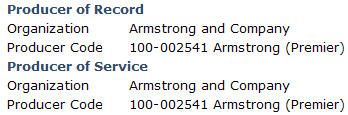 Producer of Record
Organization Armstrong and Company
Producer Code 100-002541 Armstrong (Premier)
Producer of Service
Organization Armstrong and Company
Producer Code 100-002541 Armstrong (Premier)